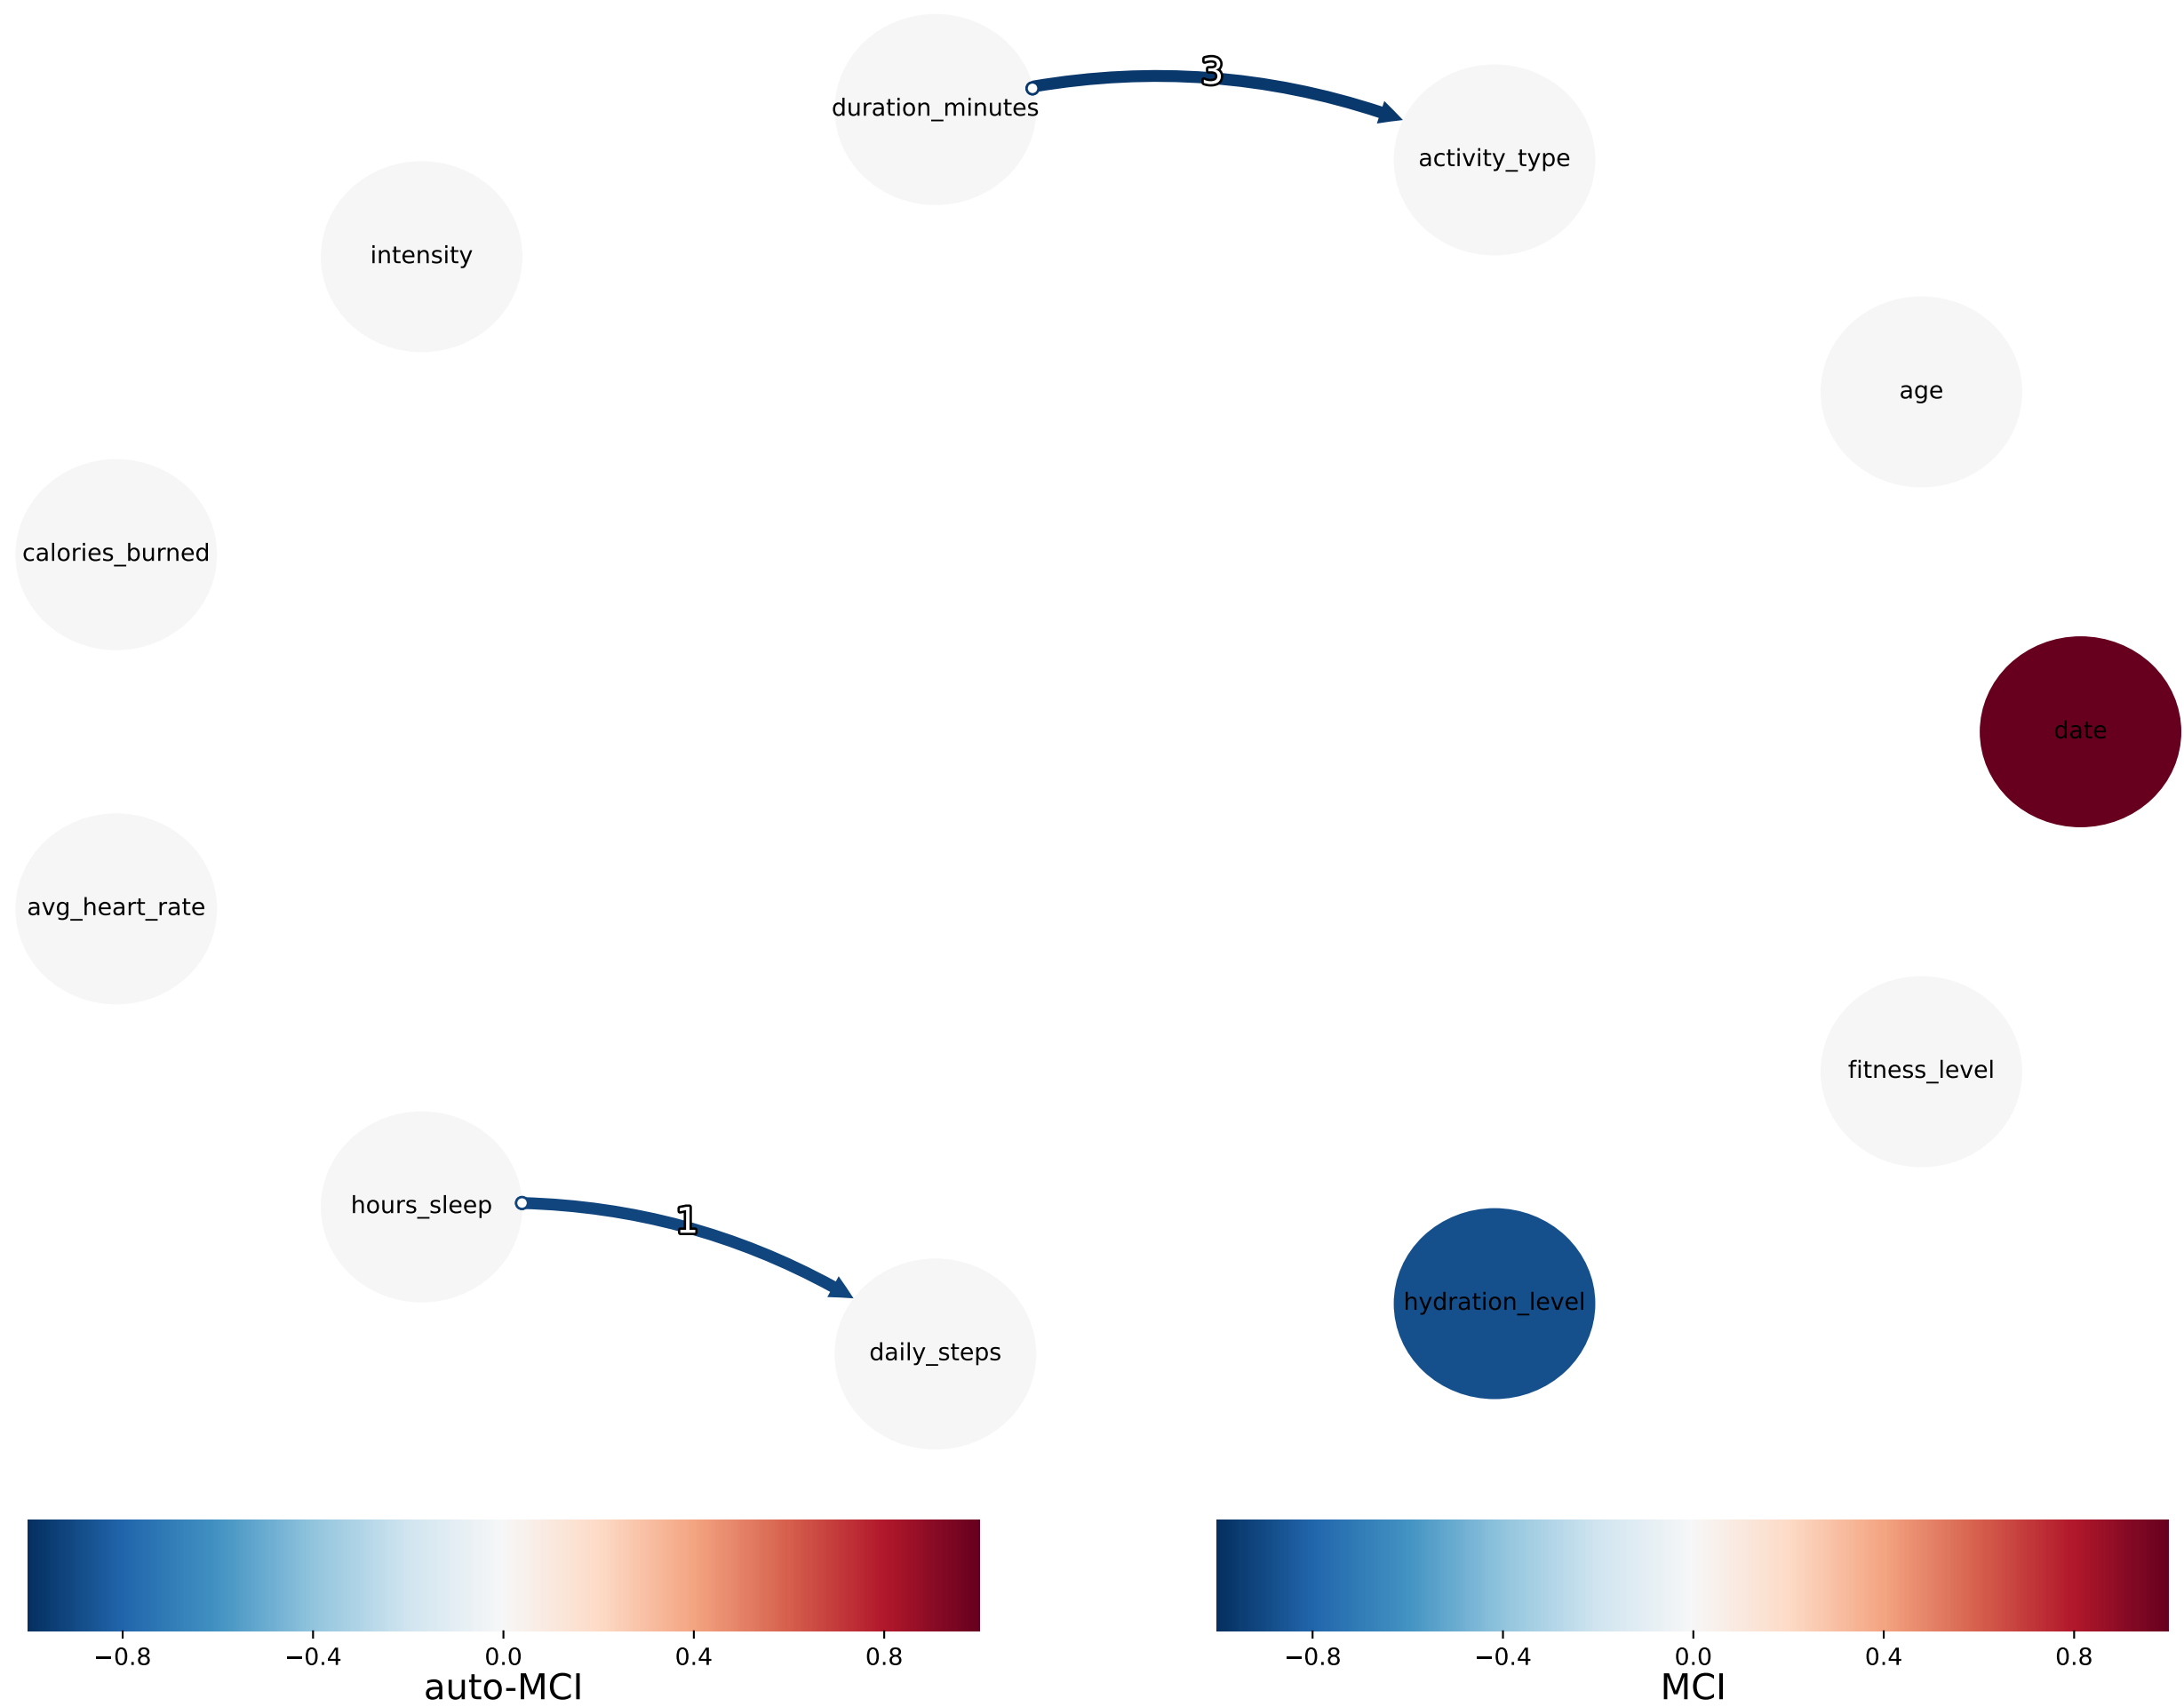 3
duration_minutes
activity_type
intensity
age
calories_burned
date
avg_heart_rate
fitness_level
hours_sleep
1
hydration_level
daily_steps
−0.8 −0.4 0.0 0.4 0.8
auto-MCI
−0.8 −0.4 0.0 0.4 0.8
MCI